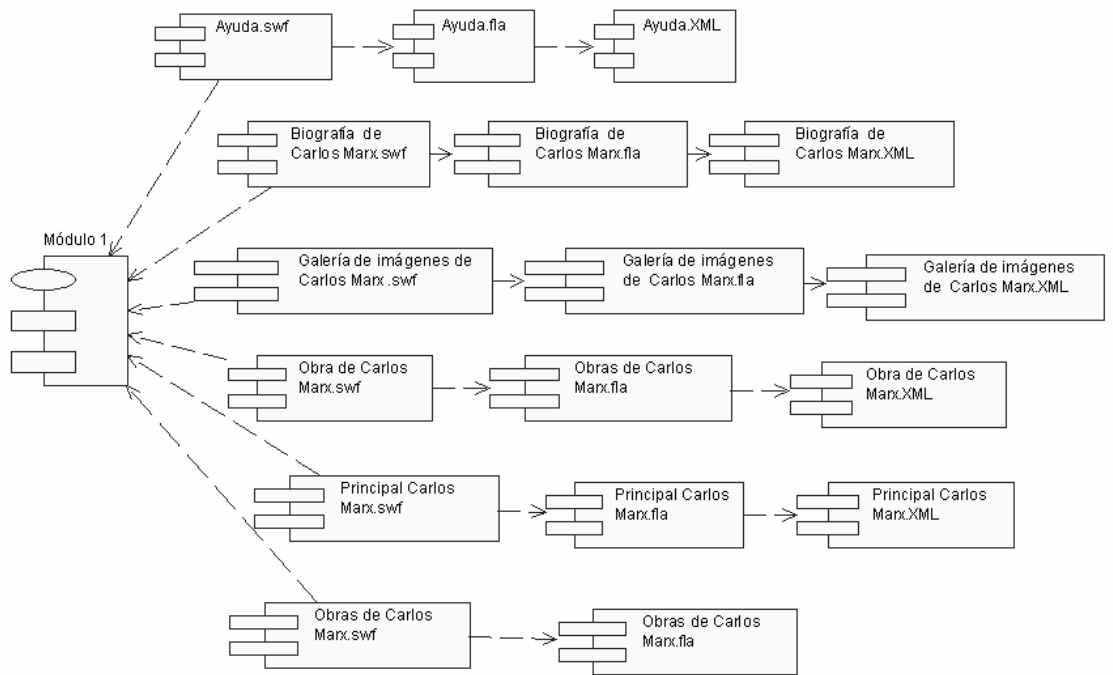 Ayuda.swf
Ayuda.fla
Ayuda.XML
Biografía de
Carlos Marx.swf
Biografía de
Carlos Marx.fla
Biografía de
Carlos Marx.XML
Módulo 1
Galería de imágenes de
Carlos Marx .swf
Galería de imágenes
de Carlos Marx.fla
Galería de imágenes
de Carlos Marx.XML
Obra de Carlos
Marx.swf
Obras de Carlos
Marx.fla
Obra de Carlos
Marx.XML
Principal Carlos
Marx.swf
Principal Carlos
Marx.fla
Principal Carlos
Marx.XML
Obras de Carlos
Marx.swf
Obras de Carlos
Marx.fla